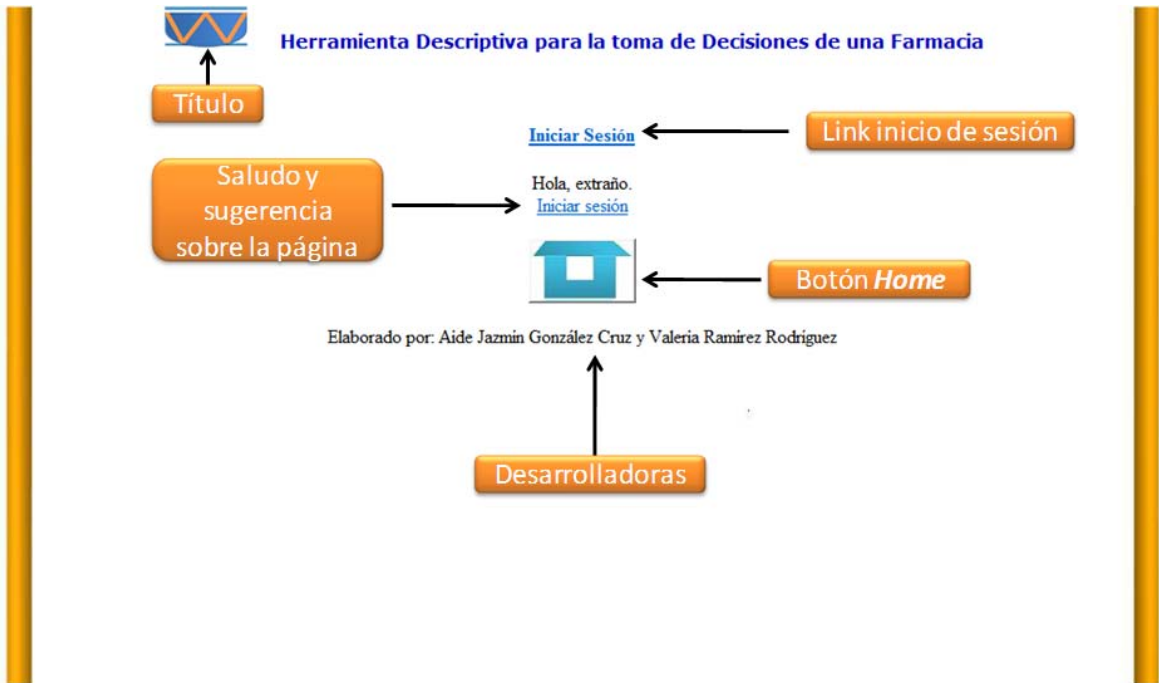 Herramienta Descriptiva para la toma de Decisiones de una Farmacia
Título
Iniciar Sesión
Link inicio de sesión
Saludo y
sugerencia
sobre la página
Hola, extraño.
Iniciar sesión
Botón Home
Elaborado por: Aide Jazmin González Cruz y Valeria Ramírez Rodríguez
Desarrolladoras